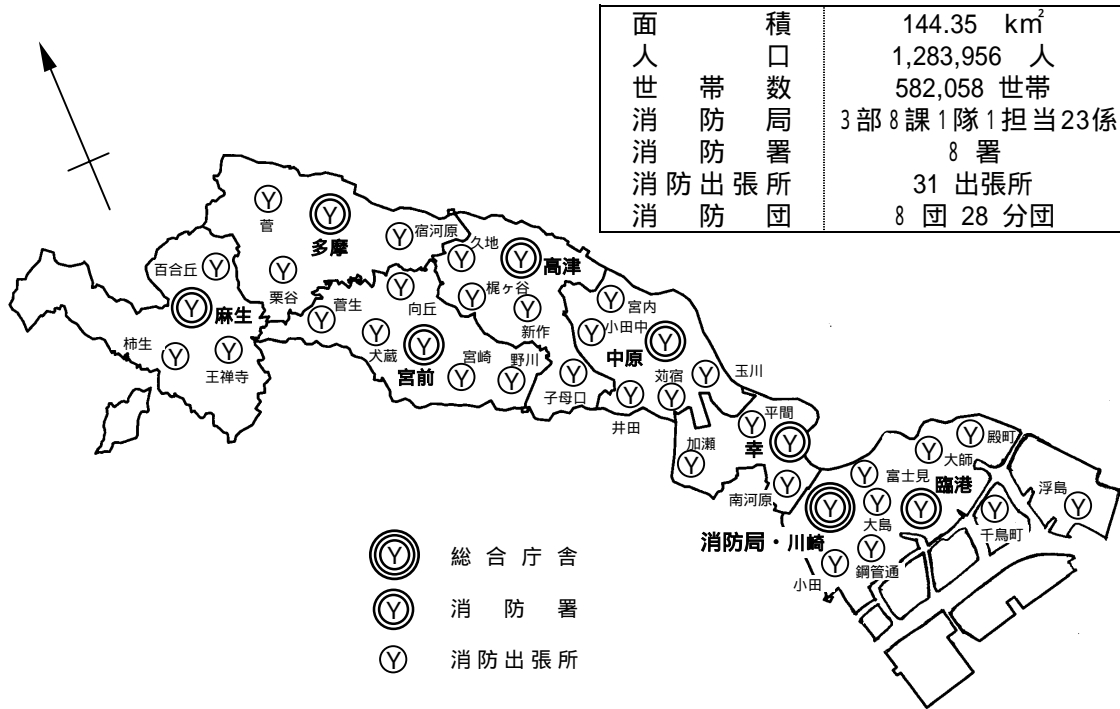 面積 144.35 km²
人口 1,283,956 人
世帯数 582,058 世帯
消防局 3部8課1隊1担当23係
消防署 8 署
消防出張所 31 出張所
消防団 8 団 28 分団
菅
多摩
宿河原
久地
高津
百合丘
栗谷
麻生
柿生
王禅寺
菅生
向丘
犬蔵
宮前
宮崎
野川
梶ヶ谷
新作
子母口
宮内
小田中
中原
苅宿
井田
玉川
平間
幸
加瀬
南河原
殿町
大師
富士見
臨港
浮島
大島
千鳥町
消防局・川崎
鋼管通
小田
Y 総合庁舎
Y 消防署
Y 消防出張所